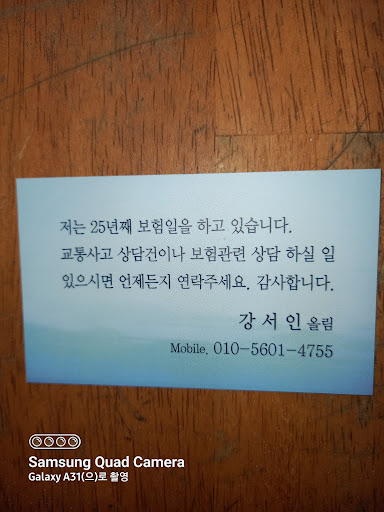 저는 25년째 보험일을 하고 있습니다.
교통사고 상담건이나 보험관련 상담 하실 일
있으시면 언제든지 연락주세요. 감사합니다.
강 서 인 올림
Mobile. 010-5601-4755
Samsung Quad Camera
Galaxy A31(으)로 촬영